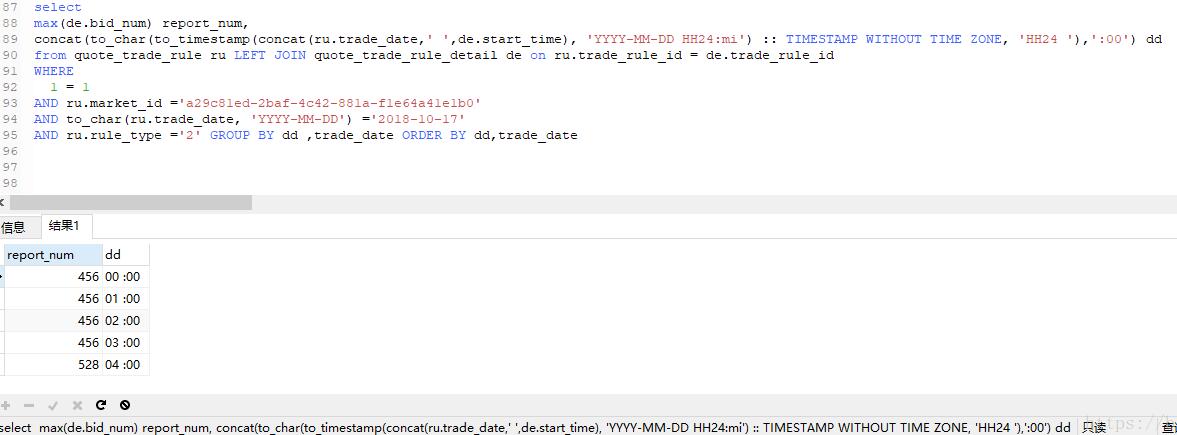 87 select
88 max(de.bid_num) report_num,
89 concat(to_char(to_timestamp(concat(ru.trade_date,' ',de.start_time), 'YYYY-MM-DD HH24:mi') :: TIMESTAMP WITHOUT TIME ZONE, 'HH24 '),':00') dd
90 from quote_trade_rule ru LEFT JOIN quote_trade_rule_detail de on ru.trade_rule_id = de.trade_rule_id
91 WHERE
92 1 = 1
93 AND ru.market_id ='a29c81ed-2baf-4c42-881a-f1e64a41e1b0'
94 AND to_char(ru.trade_date, 'YYYY-MM-DD') ='2018-10-17'
95 AND ru.rule_type ='2' GROUP BY dd ,trade_date ORDER BY dd,trade_date
96
97
98
信息 结果1
report_num dd
456 00 :00
456 01 :00
456 02 :00
456 03 :00
528 04 :00
select max(de.bid_num) report_num, concat(to_char(to_timestamp(concat(ru.trade_date,' ',de.start_time), 'YYYY-MM-DD HH24:mi') :: TIMESTAMP WITHOUT TIME ZONE, 'HH24 '),':00') dd 只读 查